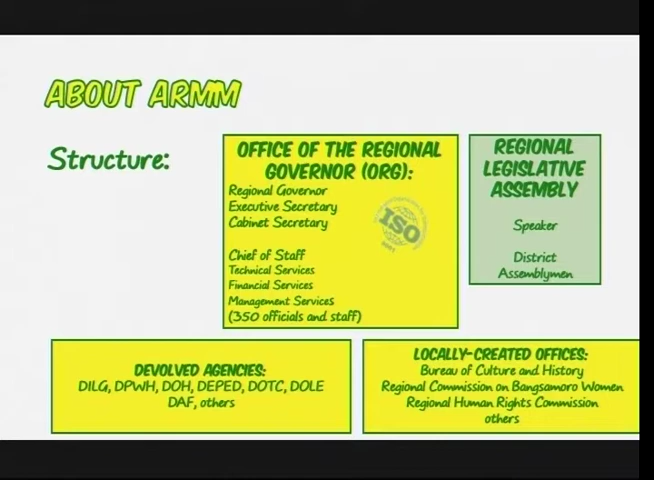 ABOUT ARMM
Structure:
OFFICE OF THE REGIONAL
GOVERNOR (ORG):
Regional Governor
Executive Secretary
Cabinet Secretary
ISO
Chief of Staff
Technical Services
Financial Services
Management Services
(350 officials and staff)
REGIONAL
LEGISLATIVE
ASSEMBLY
Speaker
District
Assemblymen
DEVOLVED AGENCIES:
DILG, DPWH, DOH, DEPED, DOTC, DOLE
DAF, others
LOCALLY-CREATED OFFICES:
Bureau of Culture and History
Regional Commission on Bangsamoro Women
Regional Human Rights Commission
others